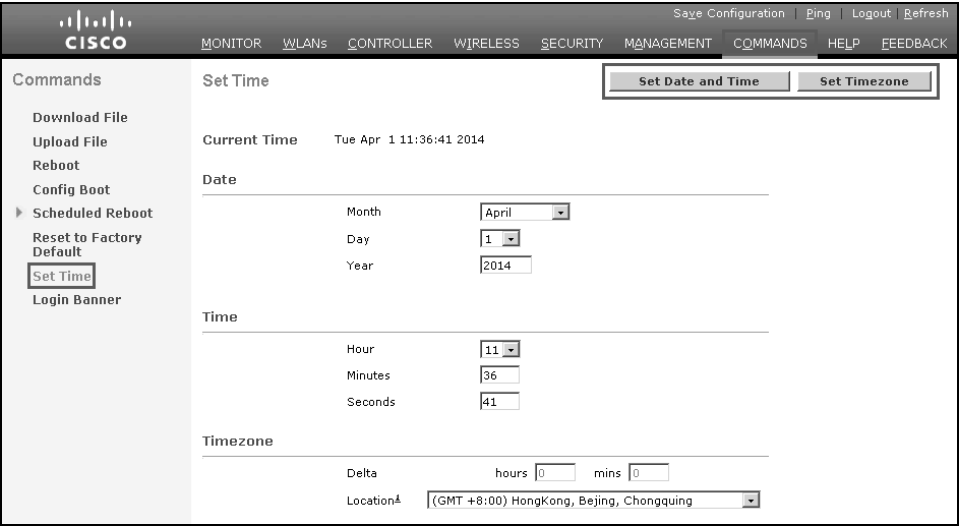 Save Configuration | Ping | Logout | Refresh
CISCO
MONITOR WLANs CONTROLLER WIRELESS SECURITY MANAGEMENT COMMANDS HELP FEEDBACK
Commands
Download File
Upload File
Reboot
Config Boot
Scheduled Reboot
Reset to Factory
Default
Set Time
Login Banner
Set Time
Set Date and Time
Set Timezone
Current Time Tue Apr 1 11:36:41 2014
Date
Month April
Day 1
Year 2014
Time
Hour 11
Minutes 36
Seconds 41
Timezone
Delta hours 0 mins 0
Location1 (GMT +8:00) HongKong, Bejing, Chongquing